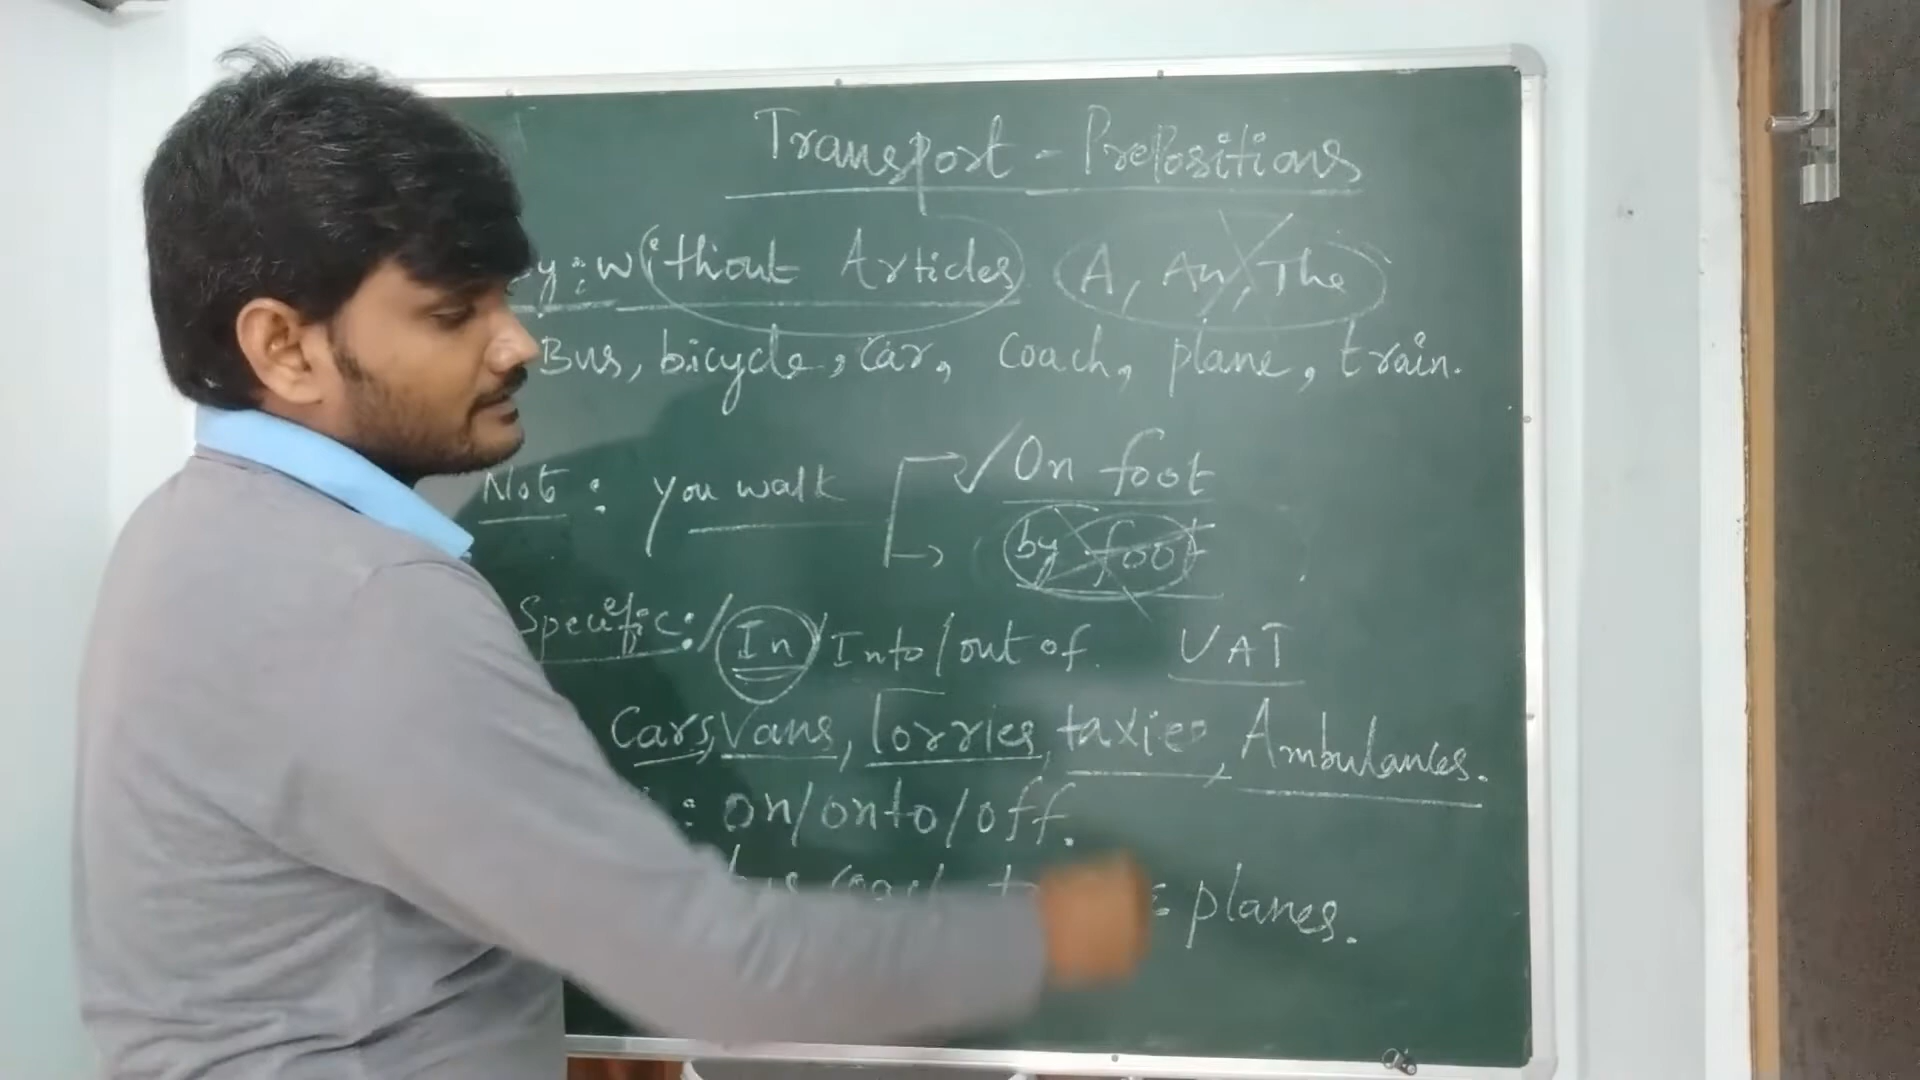 Transport - Prepositions
y: without Articles A, An, The
Bus, bicycle, car, coach, plane, train.
Not : you walk ✓ On foot
by foot
Specific: / In / Into / out of. VAT
Cars, Vans, lorries, taxies, Ambulances.
: on/onto/off.
planes.